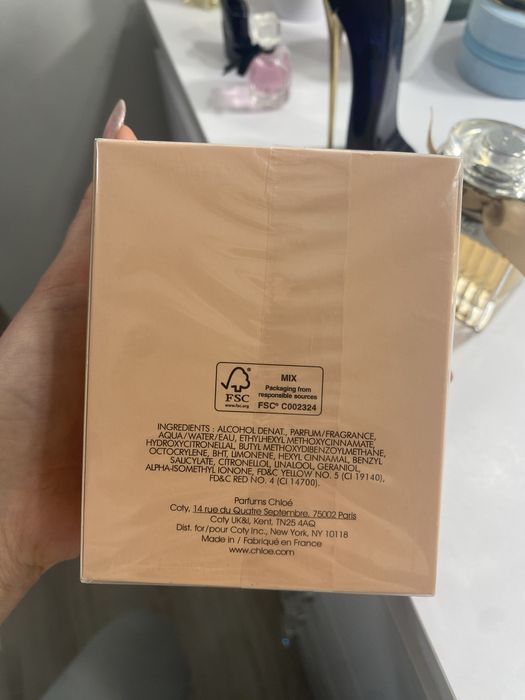 FSC
www.fsc.org
MIX
Packaging from
responsible sources
FSC® C002324
INGREDIENTS : ALCOHOL DENAT., PARFUM/FRAGRANCE,
AQUA/WATER/EAU, ETHYLHEXYL METHOXYCINNAMATE,
HYDROXYCITRONELLAL, BUTYL METHOXYDIBENZOYLMETHANE,
OCTOCRYLENE, BHT, LIMONENE, HEXYL CINNAMAL, BENZYL
SALICYLATE, CITRONELLOL, LINALOOL, GERANIOL,
ALPHA-ISOMETHYL IONONE, FD&C YELLOW NO. 5 (CI 19140),
FD&C RED NO. 4 (CI 14700).
Parfums Chloé
Coty, 14 rue du Quatre Septembre, 75002 Paris
Coty UK&I, Kent, TN25 4AQ
Dist. for/pour Coty Inc., New York, NY 10118
Made in / Fabriqué en France
www.chloe.com